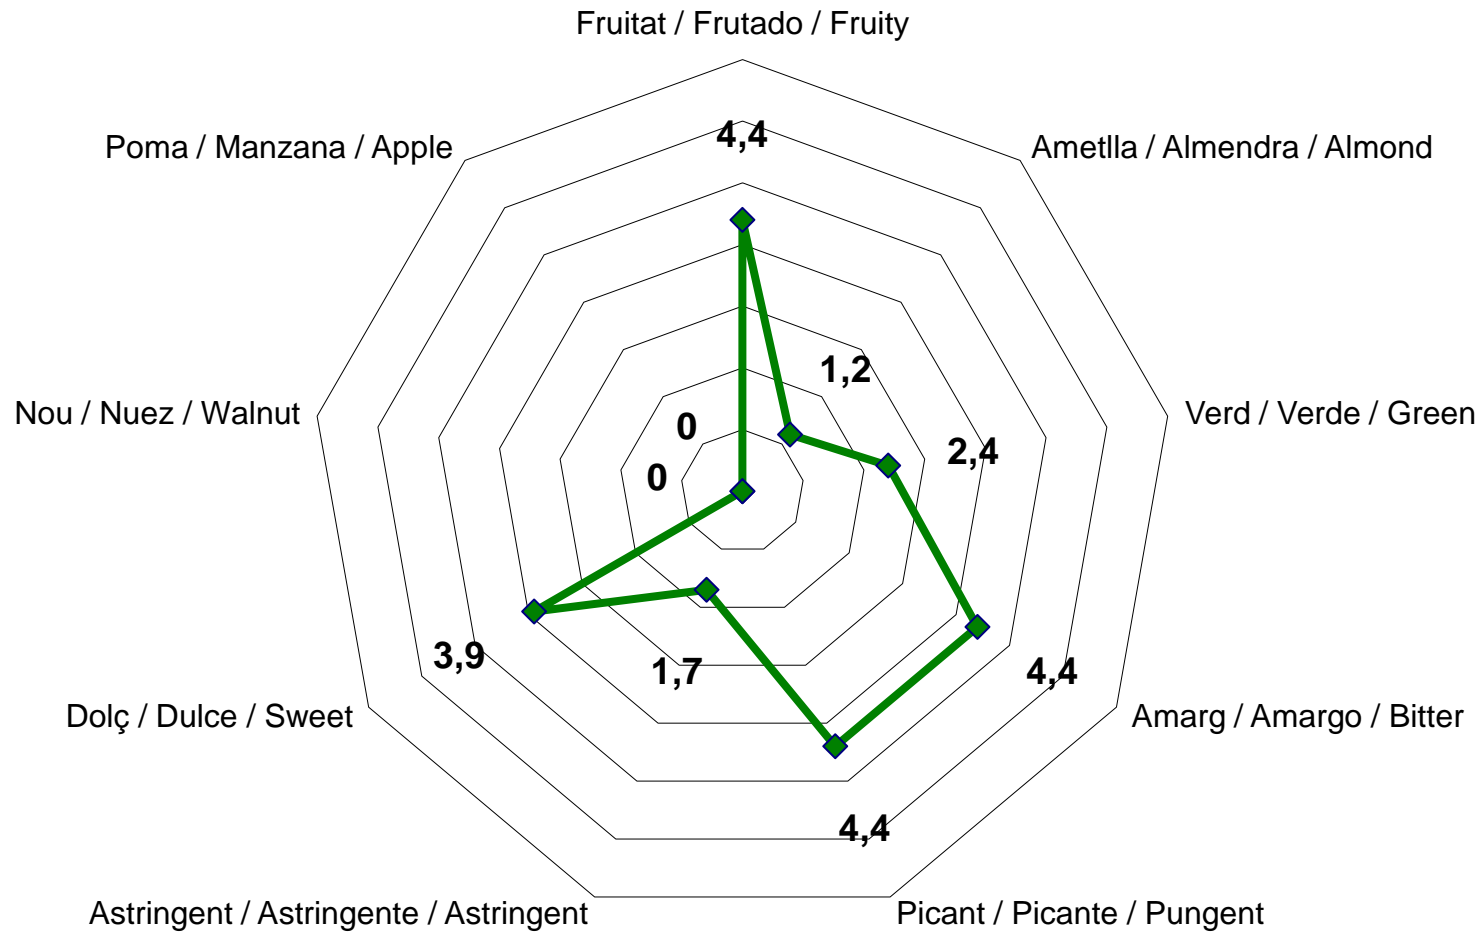 Fruitat / Frutado / Fruity
4,4
Poma / Manzana / Apple
Ametlla / Almendra / Almond
1,2
Nou / Nuez / Walnut
0
Verd / Verde / Green
2,4
0
3,9
1,7
4,4
Dolç / Dulce / Sweet
Amarg / Amargo / Bitter
4,4
Astringent / Astringente / Astringent
Picant / Picante / Pungent